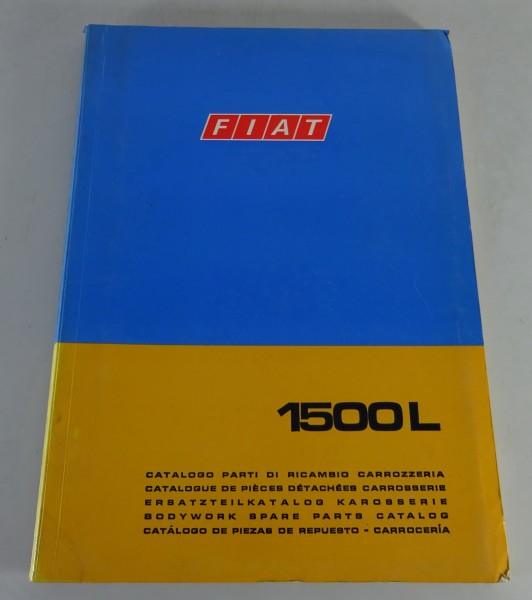 FIAT
1500L
CATALOGO PARTI DI RICAMBIO CARROZZERIA
CATALOGUE DE PIÈCES DÉTACHÉES CARROSSERIE
ERSATZTEILKATALOG KAROSSERIE
BODYWORK SPARE PARTS CATALOG
CATÁLOGO DE PIEZAS DE REPUESTO - CARROCERÍA